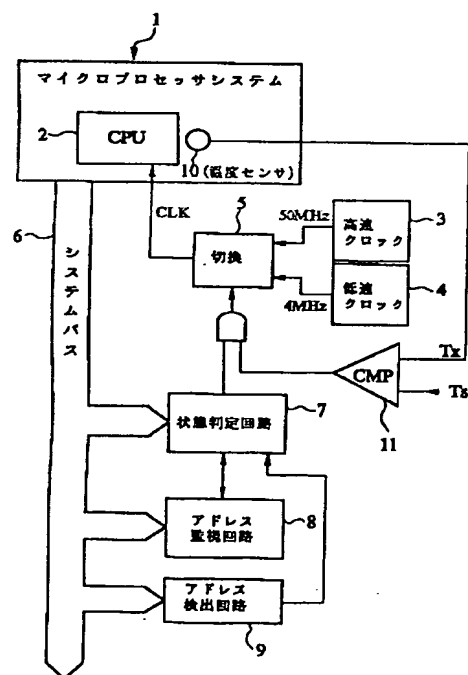 1
マイクロプロセッサシステム
2
CPU
10(温度センサ)
6
システムバス
CLK
5
切換
50MHz
高速
クロック
3
4MHz
低速
クロック
4
Tx
CMP
Ts
11
状態判定回路
7
アドレス
監視回路
8
アドレス
検出回路
9